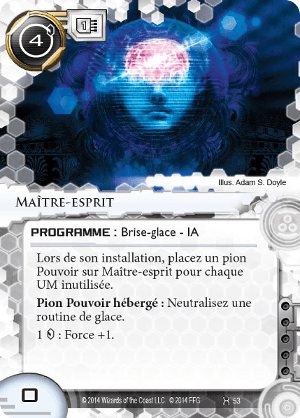 4
Illus. Adam S. Doyle
Maître-esprit
PROGRAMME : Brise-glace - IA
Lors de son installation, placez un pion
Pouvoir sur Maître-esprit pour chaque
UM inutilisée.
Pion Pouvoir hébergé : Neutralisez une
routine de glace.
1 : Force +1.
© 2014 Wizards of the Coast LLC. © 2014 FFG 53